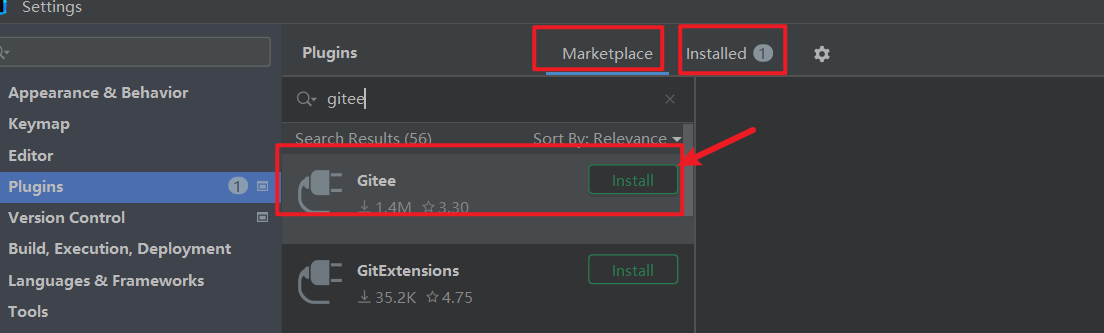 Settings
Plugins
Marketplace
Installed 1
Appearance & Behavior
Keymap
Editor
Plugins 1
Version Control
Build, Execution, Deployment
Languages & Frameworks
Tools
gitee
Search Results (56)
Sort By: Relevance
Gitee
Install
1.4M
3.30
GitExtensions
Install
35.2K
4.75